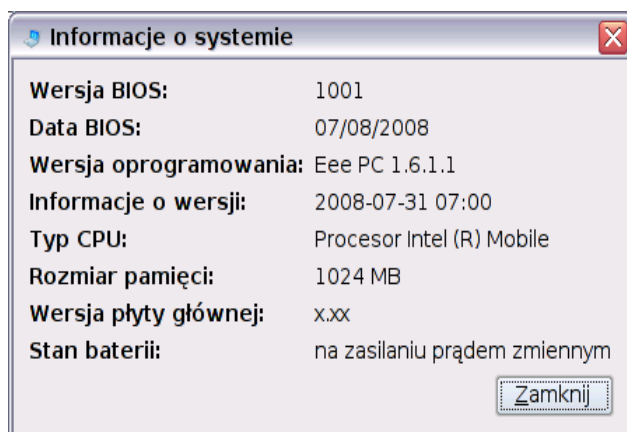 Informacje o systemie
Wersja BIOS: 1001
Data BIOS: 07/08/2008
Wersja oprogramowania: Eee PC 1.6.1.1
Informacje o wersji: 2008-07-31 07:00
Typ CPU: Procesor Intel (R) Mobile
Rozmiar pamięci: 1024 MB
Wersja płyty głównej: x.xx
Stan baterii: na zasilaniu prądem zmiennym
Zamknij